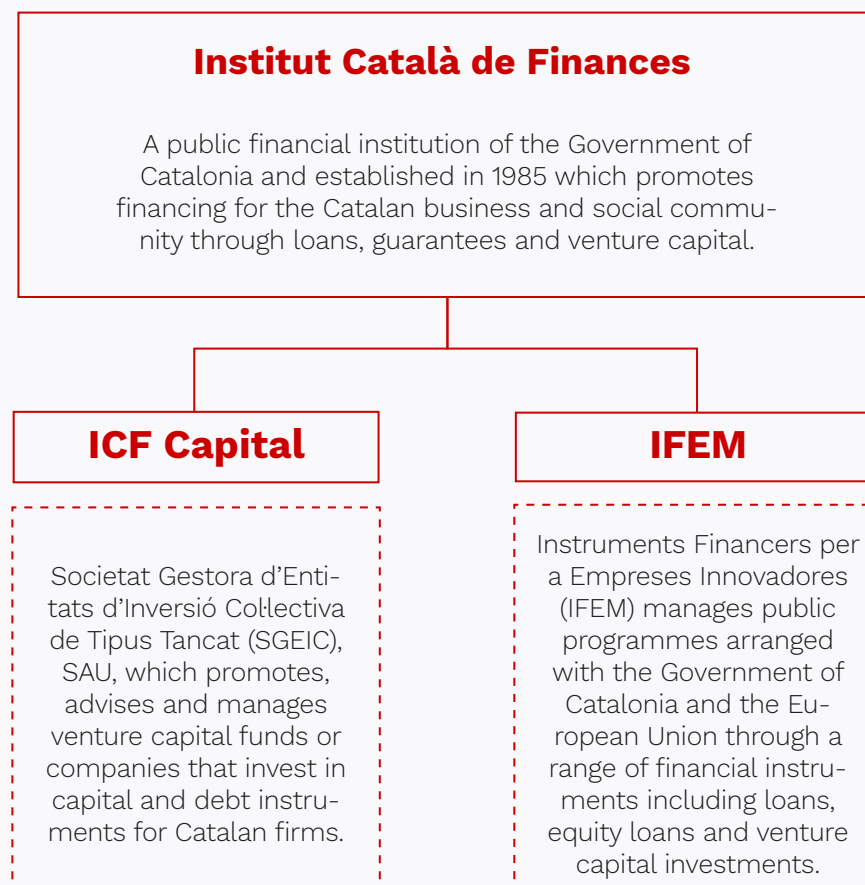 Institut Català de Finances
A public financial institution of the Government of
Catalonia and established in 1985 which promotes
financing for the Catalan business and social commu-
nity through loans, guarantees and venture capital.
ICF Capital
Societat Gestora d’Enti-
tats d’Inversió Col·lectiva
de Tipus Tancat (SGEIC),
SAU, which promotes,
advises and manages
venture capital funds or
companies that invest in
capital and debt instru-
ments for Catalan firms.
IFEM
Instruments Financers per
a Empreses Innovadores
(IFEM) manages public
programmes arranged
with the Government of
Catalonia and the Eu-
ropean Union through a
range of financial instru-
ments including loans,
equity loans and venture
capital investments.